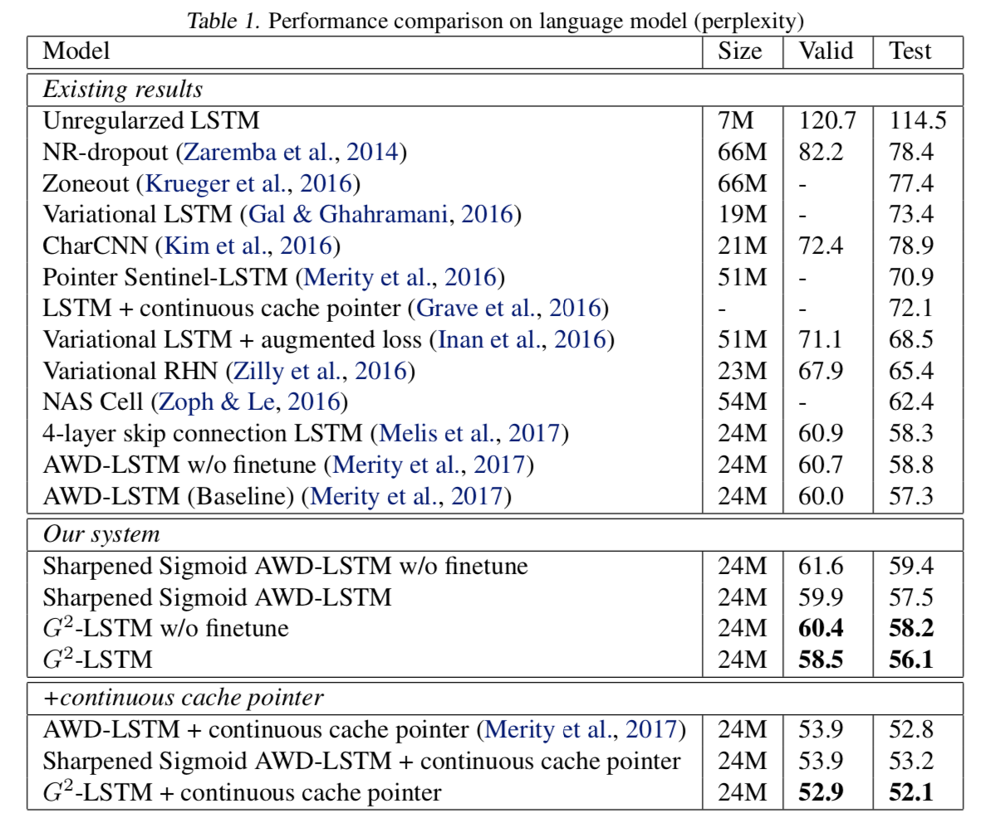 Table 1. Performance comparison on language model (perplexity)
Model Size Valid Test
Existing results
Unregularzed LSTM 7M 120.7 114.5
NR-dropout (Zaremba et al., 2014) 66M 82.2 78.4
Zoneout (Krueger et al., 2016) 66M - 77.4
Variational LSTM (Gal & Ghahramani, 2016) 19M - 73.4
CharCNN (Kim et al., 2016) 21M 72.4 78.9
Pointer Sentinel-LSTM (Merity et al., 2016) 51M - 70.9
LSTM + continuous cache pointer (Grave et al., 2016) - - 72.1
Variational LSTM + augmented loss (Inan et al., 2016) 51M 71.1 68.5
Variational RHN (Zilly et al., 2016) 23M 67.9 65.4
NAS Cell (Zoph & Le, 2016) 54M - 62.4
4-layer skip connection LSTM (Melis et al., 2017) 24M 60.9 58.3
AWD-LSTM w/o finetune (Merity et al., 2017) 24M 60.7 58.8
AWD-LSTM (Baseline) (Merity et al., 2017) 24M 60.0 57.3
Our system
Sharpened Sigmoid AWD-LSTM w/o finetune 24M 61.6 59.4
Sharpened Sigmoid AWD-LSTM 24M 59.9 57.5
G²-LSTM w/o finetune 24M 60.4 58.2
G²-LSTM 24M 58.5 56.1
+continuous cache pointer
AWD-LSTM + continuous cache pointer (Merity et al., 2017) 24M 53.9 52.8
Sharpened Sigmoid AWD-LSTM + continuous cache pointer 24M 53.9 53.2
G²-LSTM + continuous cache pointer 24M 52.9 52.1